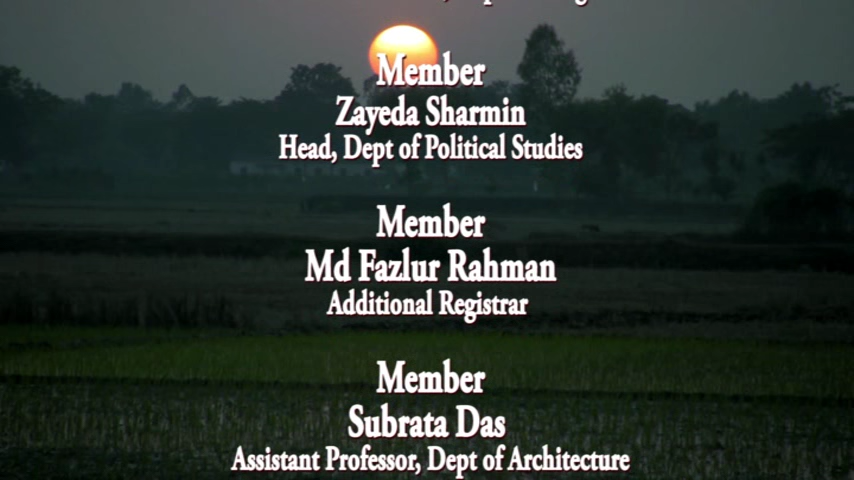 Member
Zayeda Sharmin
Head, Dept of Political Studies
Member
Md Fazlur Rahman
Additional Registrar
Member
Subrata Das
Assistant Professor, Dept of Architecture